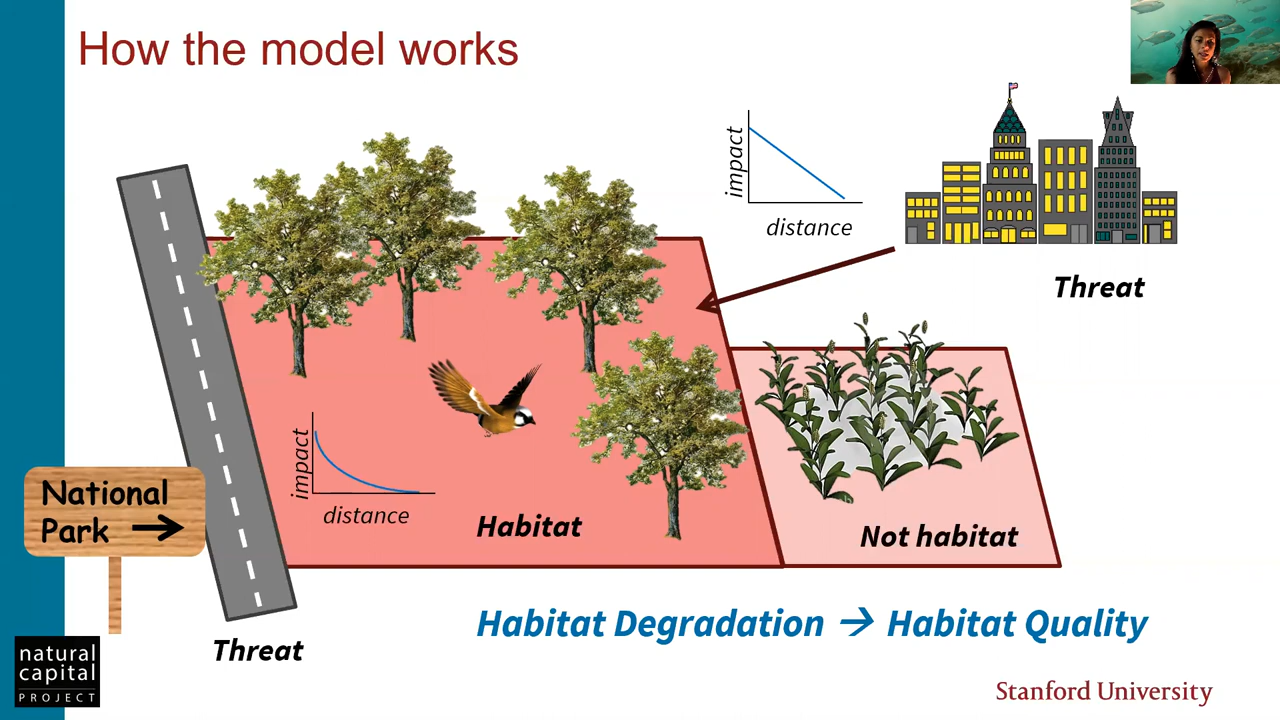 How the model works
impact
distance
Threat
impact
distance
Habitat
Not habitat
National
Park →
Threat
Habitat Degradation → Habitat Quality
natural
capital
PROJECT
Stanford University